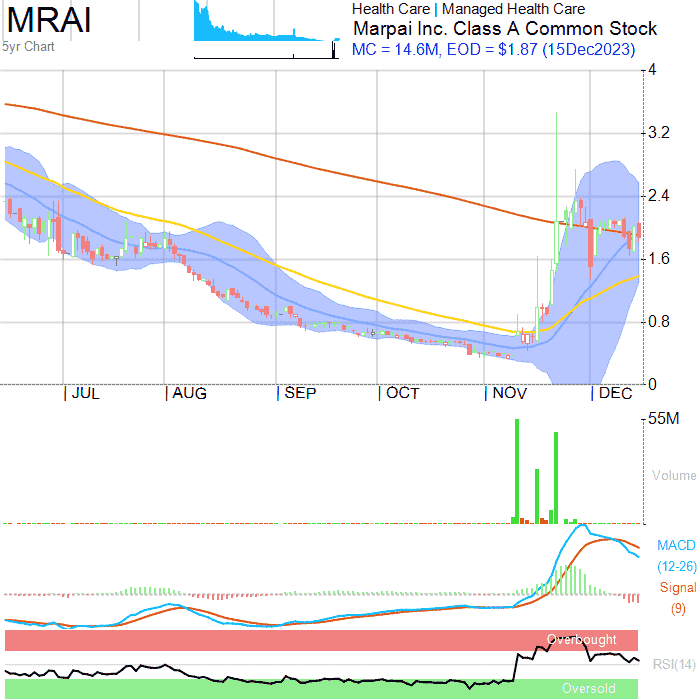 MRAI
5yr Chart
Health Care | Managed Health Care
Marpai Inc. Class A Common Stock
MC = 14.6M, EOD = $1.87 (15Dec2023)
4
3.2
2.4
1.6
0.8
0
| JUL | AUG | SEP | OCT | NOV | DEC
55M
Volume
MACD
(12-26)
Signal
(9)
Overbought
RSI(14)
Oversold